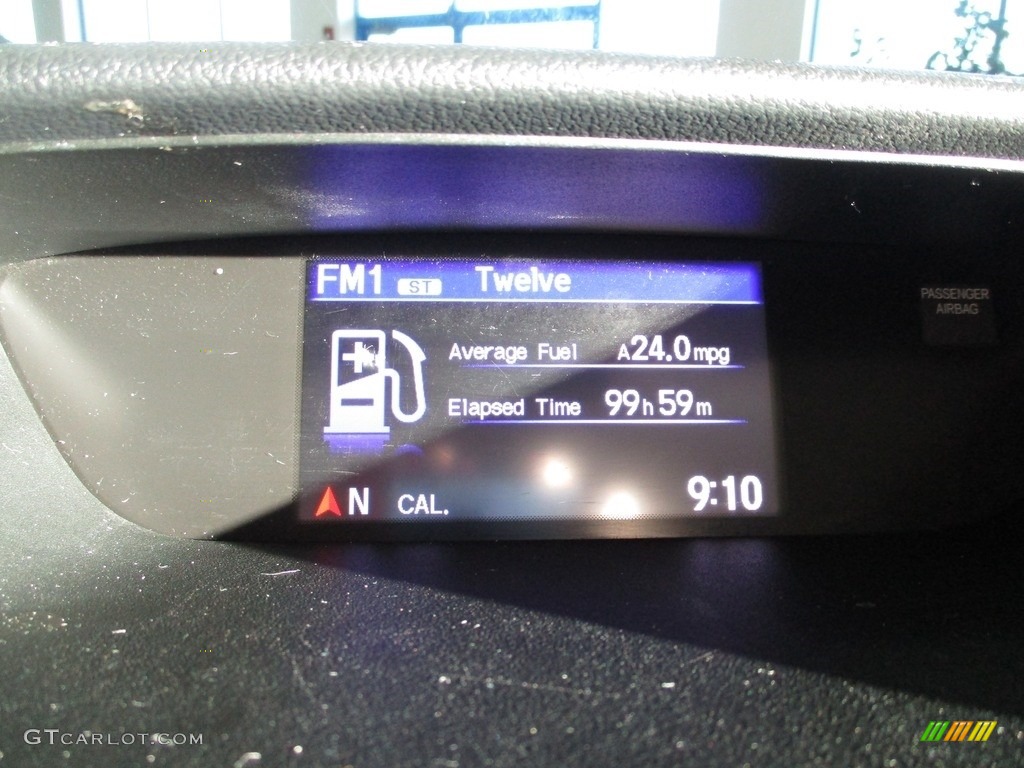 FM1 ST Twelve
PASSENGER
AIRBAG
Average Fuel A24.0mpg
Elapsed Time 99h59m
N CAL. 9:10
GTCARLOT.COM